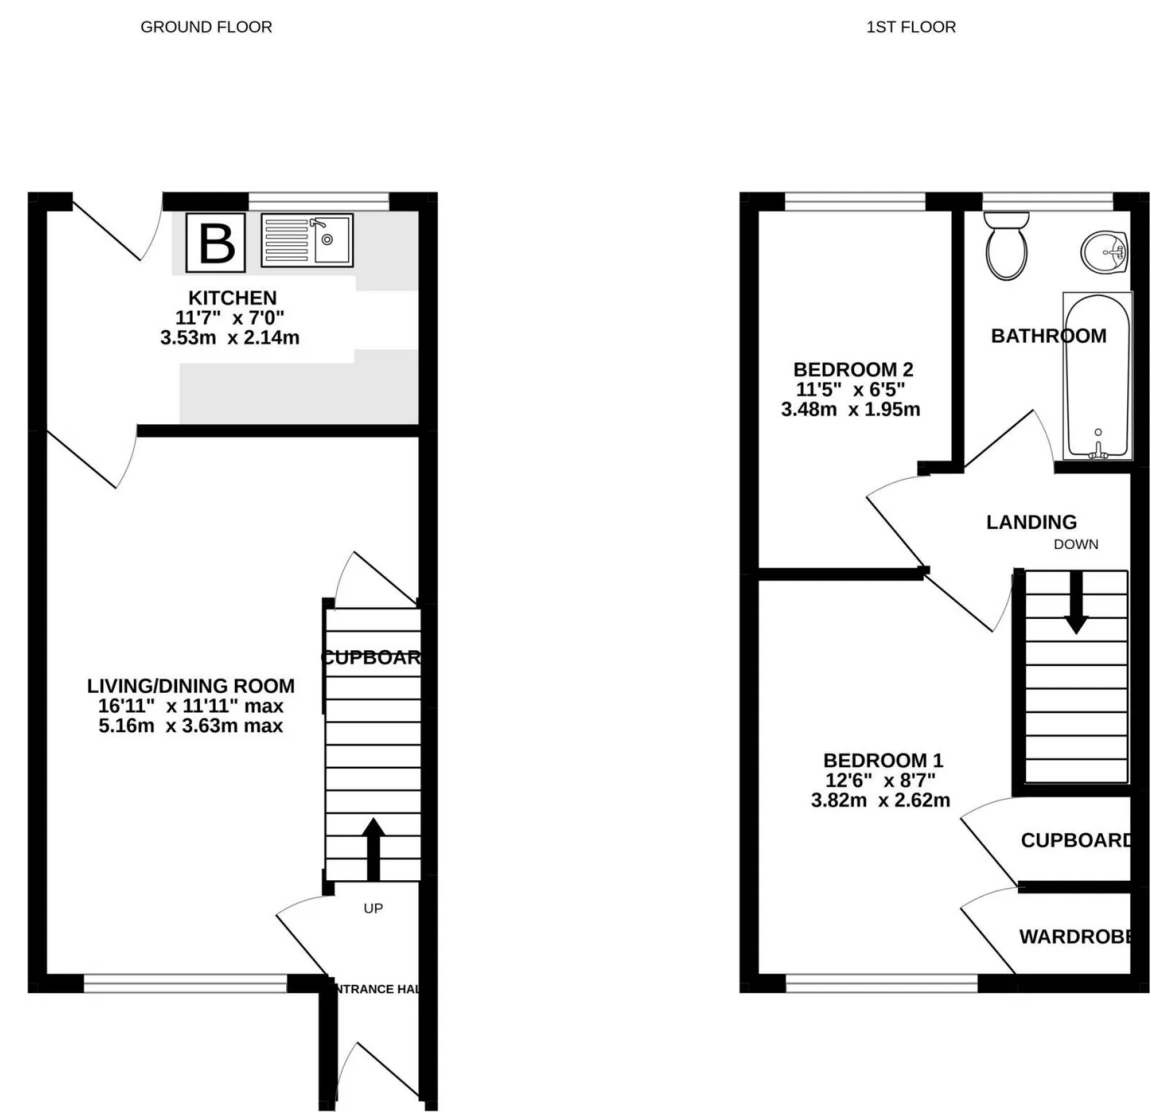 GROUND FLOOR
B
KITCHEN
11'7" x 7'0"
3.53m x 2.14m
LIVING/DINING ROOM
16'11" x 11'11" max
5.16m x 3.63m max
CUPBOAR
UP
NTRANCE HAL
1ST FLOOR
BATHROOM
BEDROOM 2
11'5" x 6'5"
3.48m x 1.95m
LANDING
DOWN
BEDROOM 1
12'6" x 8'7"
3.82m x 2.62m
CUPBOARD
WARDROBE